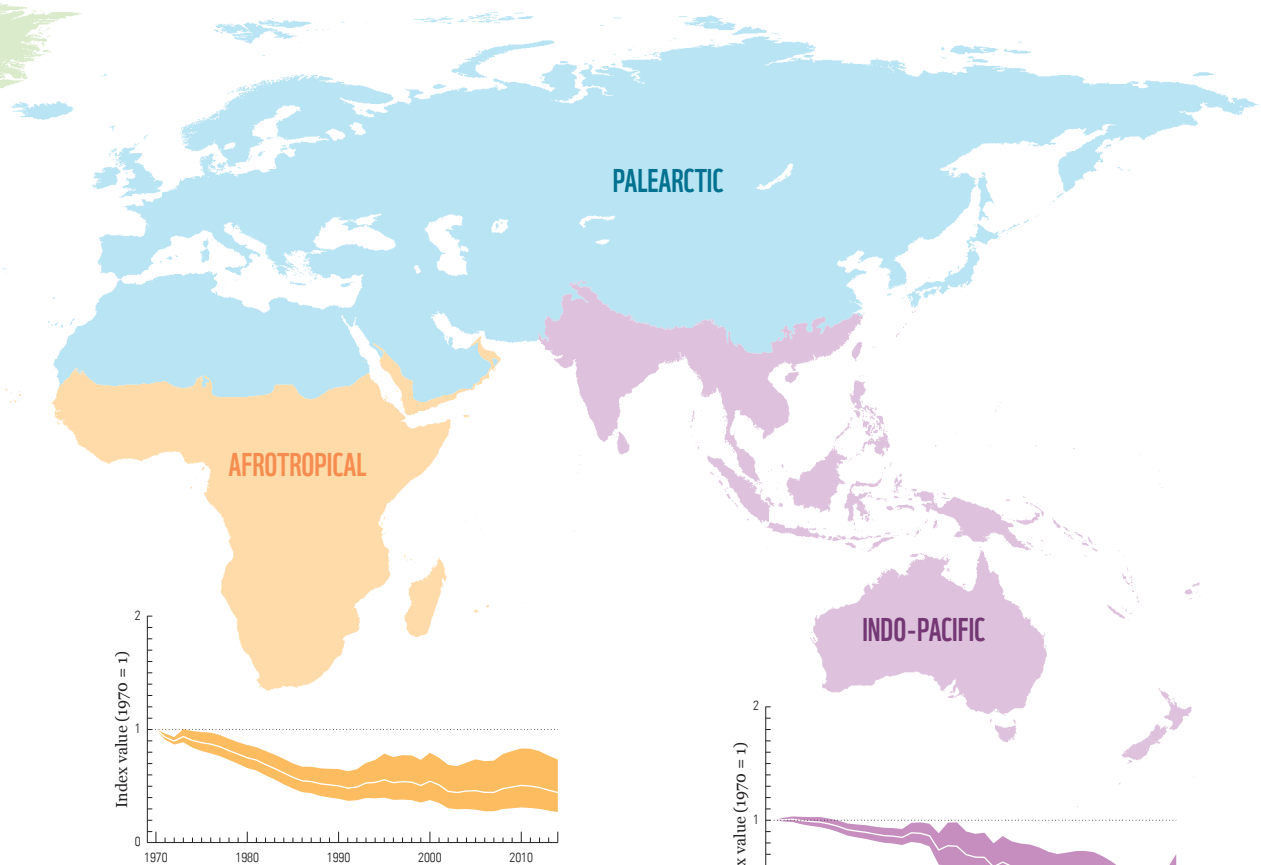 PALEARCTIC
AFROTROPICAL
INDO-PACIFIC
Index value (1970 = 1)
2
1
0
1970 1980 1990 2000 2010
value (1970 = 1)
2
1